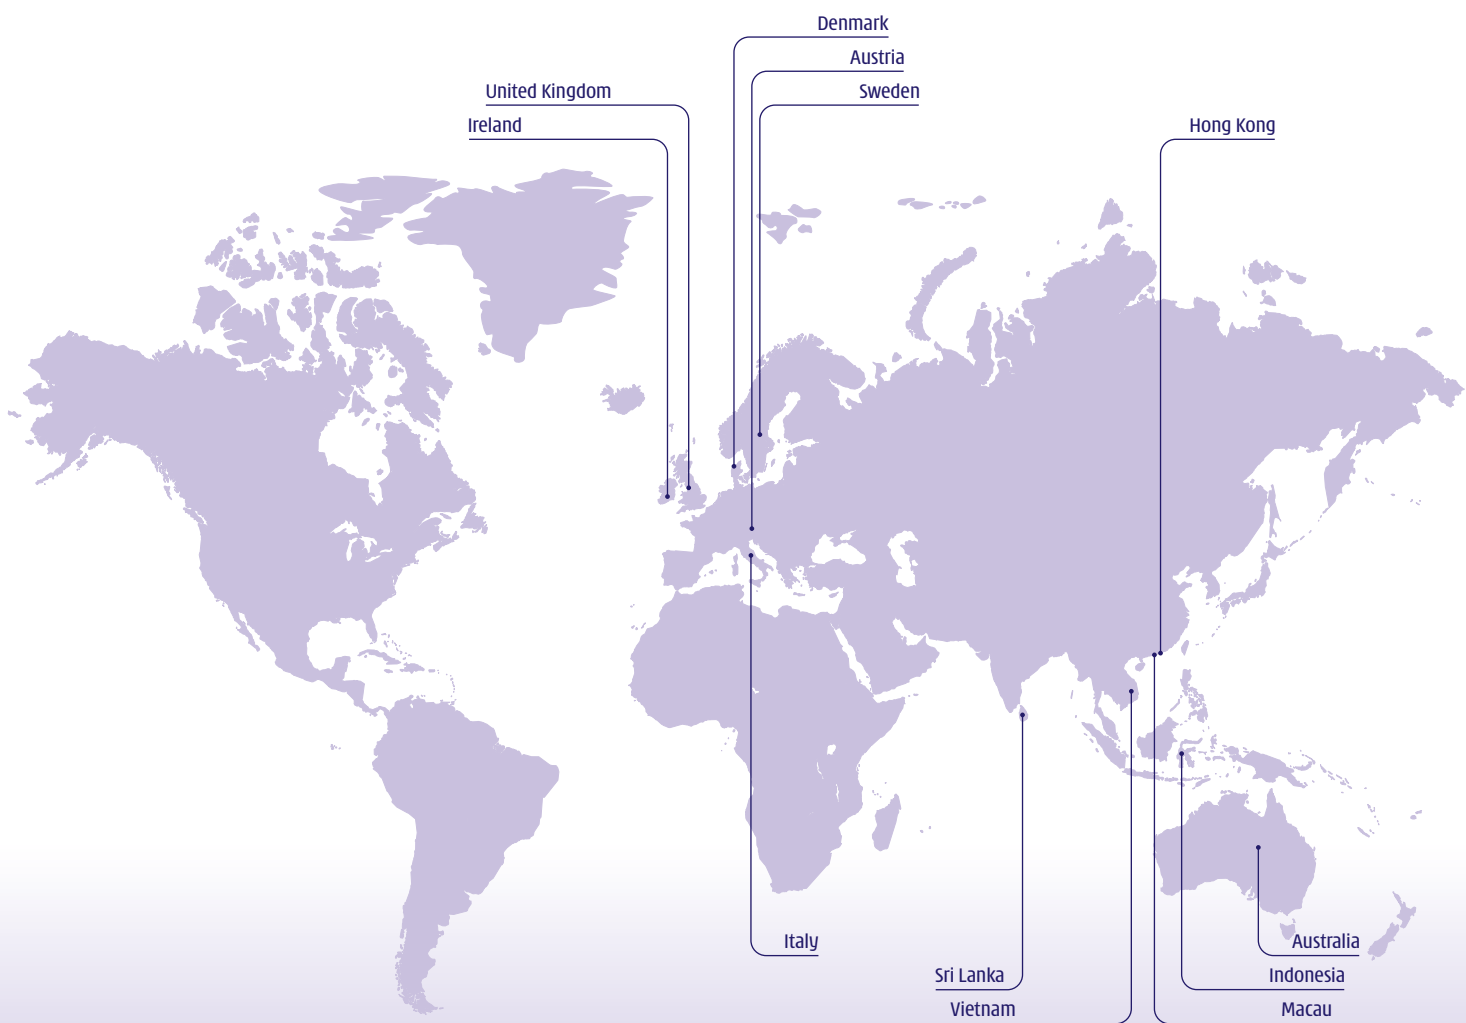 Denmark
Austria
United Kingdom
Sweden
Ireland
Hong Kong
Italy
Australia
Sri Lanka
Indonesia
Vietnam
Macau